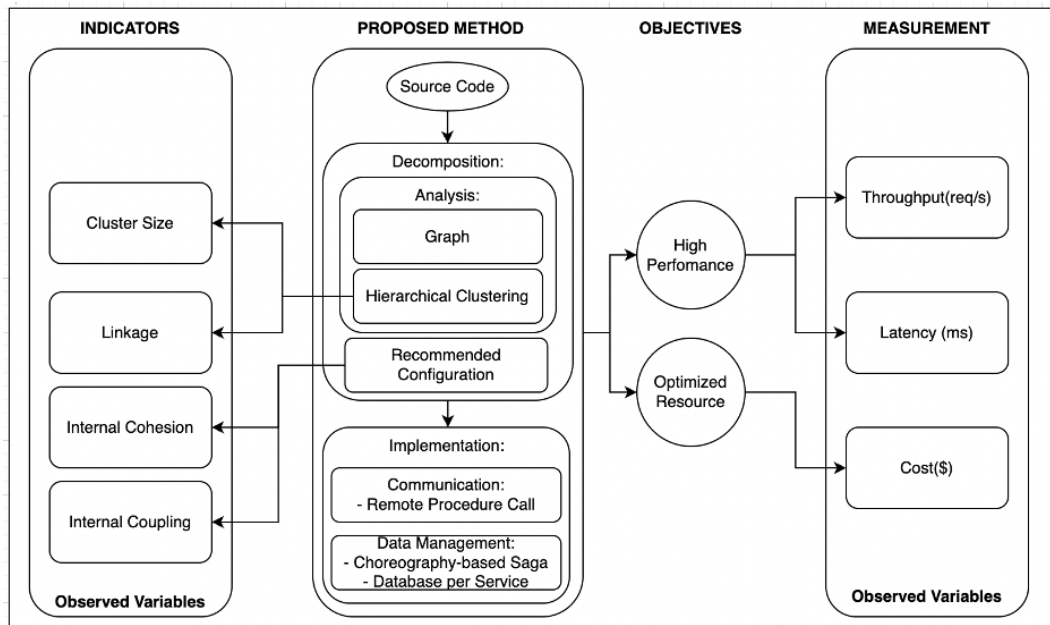 INDICATORS
PROPOSED METHOD
OBJECTIVES
MEASUREMENT
Cluster Size
Linkage
Internal Cohesion
Internal Coupling
Observed Variables
Source Code
Decomposition:
Analysis:
Graph
Hierarchical Clustering
Recommended
Configuration
Implementation:
Communication:
- Remote Procedure Call
Data Management:
- Choreography-based Saga
- Database per Service
High
Perfomance
Optimized
Resource
Throughput(req/s)
Latency (ms)
Cost($)
Observed Variables